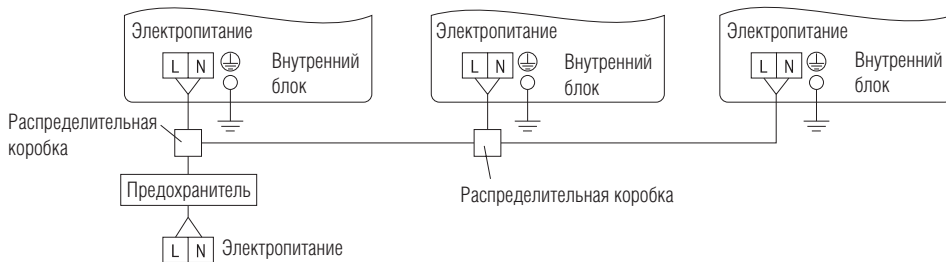 Электропитание
L N
Внутренний
блок
Электропитание
L N
Внутренний
блок
Электропитание
L N
Внутренний
блок
Распределительная
коробка
Распределительная коробка
Предохранитель
L N Электропитание